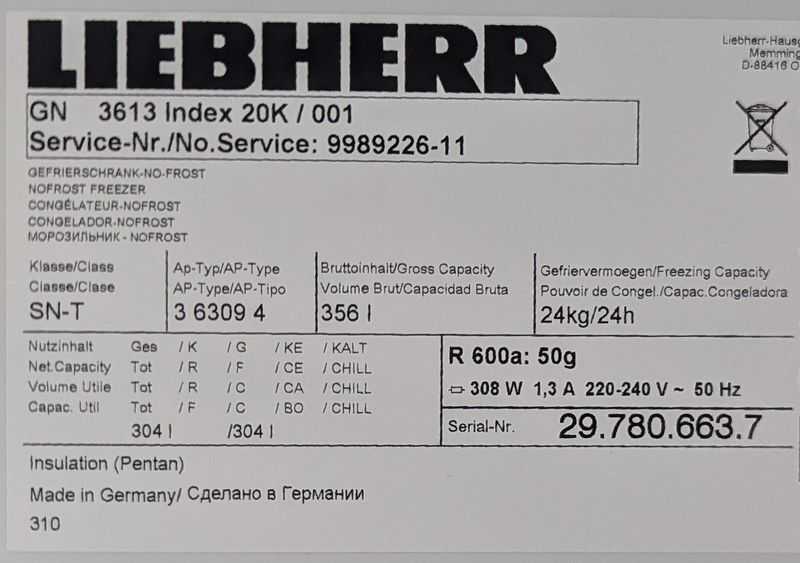 LIEBHERR
Liebherr-Haus
Memming
D-88416 O
GN 3613 Index 20K / 001
Service-Nr./No.Service: 9989226-11
GEFRIERSCHRANK-NO-FROST
NOFROST FREEZER
CONGÉLATEUR-NOFROST
CONGELADOR-NOFROST
МОРОЗИЛЬНИК - NOFROST
Klasse/Class
Classe/Clase
SN-T
Ap-Typ/AP-Type
AP-Type/AP-Tipo
3 6309 4
Bruttoinhalt/Gross Capacity
Volume Brut/Capacidad Bruta
356 l
Gefriervermoegen/Freezing Capacity
Pouvoir de Congel./Capac.Congeladora
24kg/24h
Nutzinhalt Ges / K / G / KE / KALT
Net.Capacity Tot / R / F / CE / CHILL
Volume Utile Tot / R / C / CA / CHILL
Capac. Util Tot / F / C / BO / CHILL
304 l /304 l
R 600a: 50g
308 W 1,3 A 220-240 V ~ 50 Hz
Serial-Nr. 29.780.663.7
Insulation (Pentan)
Made in Germany/ Сделано в Германии
310